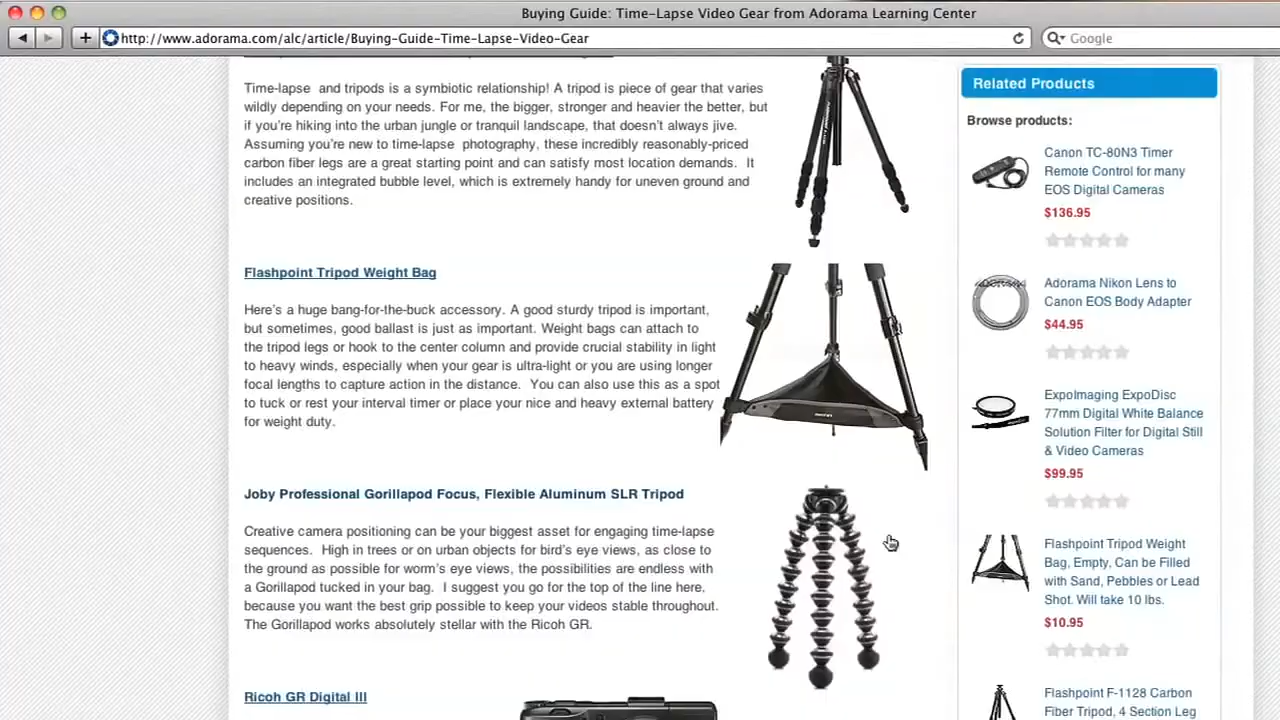 Buying Guide: Time-Lapse Video Gear from Adorama Learning Center
http://www.adorama.com/alc/article/Buying-Guide-Time-Lapse-Video-Gear
Google
Time-lapse and tripods is a symbiotic relationship! A tripod is piece of gear that varies
wildly depending on your needs. For me, the bigger, stronger and heavier the better, but
if you're hiking into the urban jungle or tranquil landscape, that doesn't always jive.
Assuming you're new to time-lapse photography, these incredibly reasonably-priced
carbon fiber legs are a great starting point and can satisfy most location demands. It
includes an integrated bubble level, which is extremely handy for uneven ground and
creative positions.
Flashpoint Tripod Weight Bag
Here's a huge bang-for-the-buck accessory. A good sturdy tripod is important,
but sometimes, good ballast is just as important. Weight bags can attach to
the tripod legs or hook to the center column and provide crucial stability in light
to heavy winds, especially when your gear is ultra-light or you are using longer
focal lengths to capture action in the distance. You can also use this as a spot
to tuck or rest your interval timer or place your nice and heavy external battery
for weight duty.
Joby Professional Gorillapod Focus, Flexible Aluminum SLR Tripod
Creative camera positioning can be your biggest asset for engaging time-lapse
sequences. High in trees or on urban objects for bird's eye views, as close to
the ground as possible for worm's eye views, the possibilities are endless with
a Gorillapod tucked in your bag. I suggest you go for the top of the line here,
because you want the best grip possible to keep your videos stable throughout.
The Gorillapod works absolutely stellar with the Ricoh GR.
Ricoh GR Digital III
Related Products
Browse products:
Canon TC-80N3 Timer
Remote Control for many
EOS Digital Cameras
$136.95
ADORAMA
Adorama Nikon Lens to
Canon EOS Body Adapter
$44.95
ExpoImaging ExpoDisc
77mm Digital White Balance
Solution Filter for Digital Still
& Video Cameras
$99.95
Flashpoint Tripod Weight
Bag, Empty, Can be Filled
with Sand, Pebbles or Lead
Shot. Will take 10 lbs.
$10.95
Flashpoint F-1128 Carbon
Fiber Tripod, 4 Section Leg